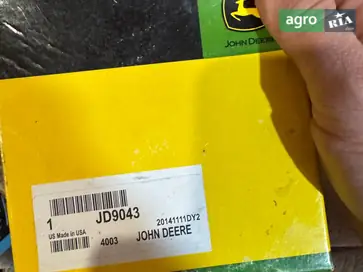 agro RIA
JOHN DEERE
1 JD9043
US Made in USA 20141111DY2
4003 JOHN DEERE